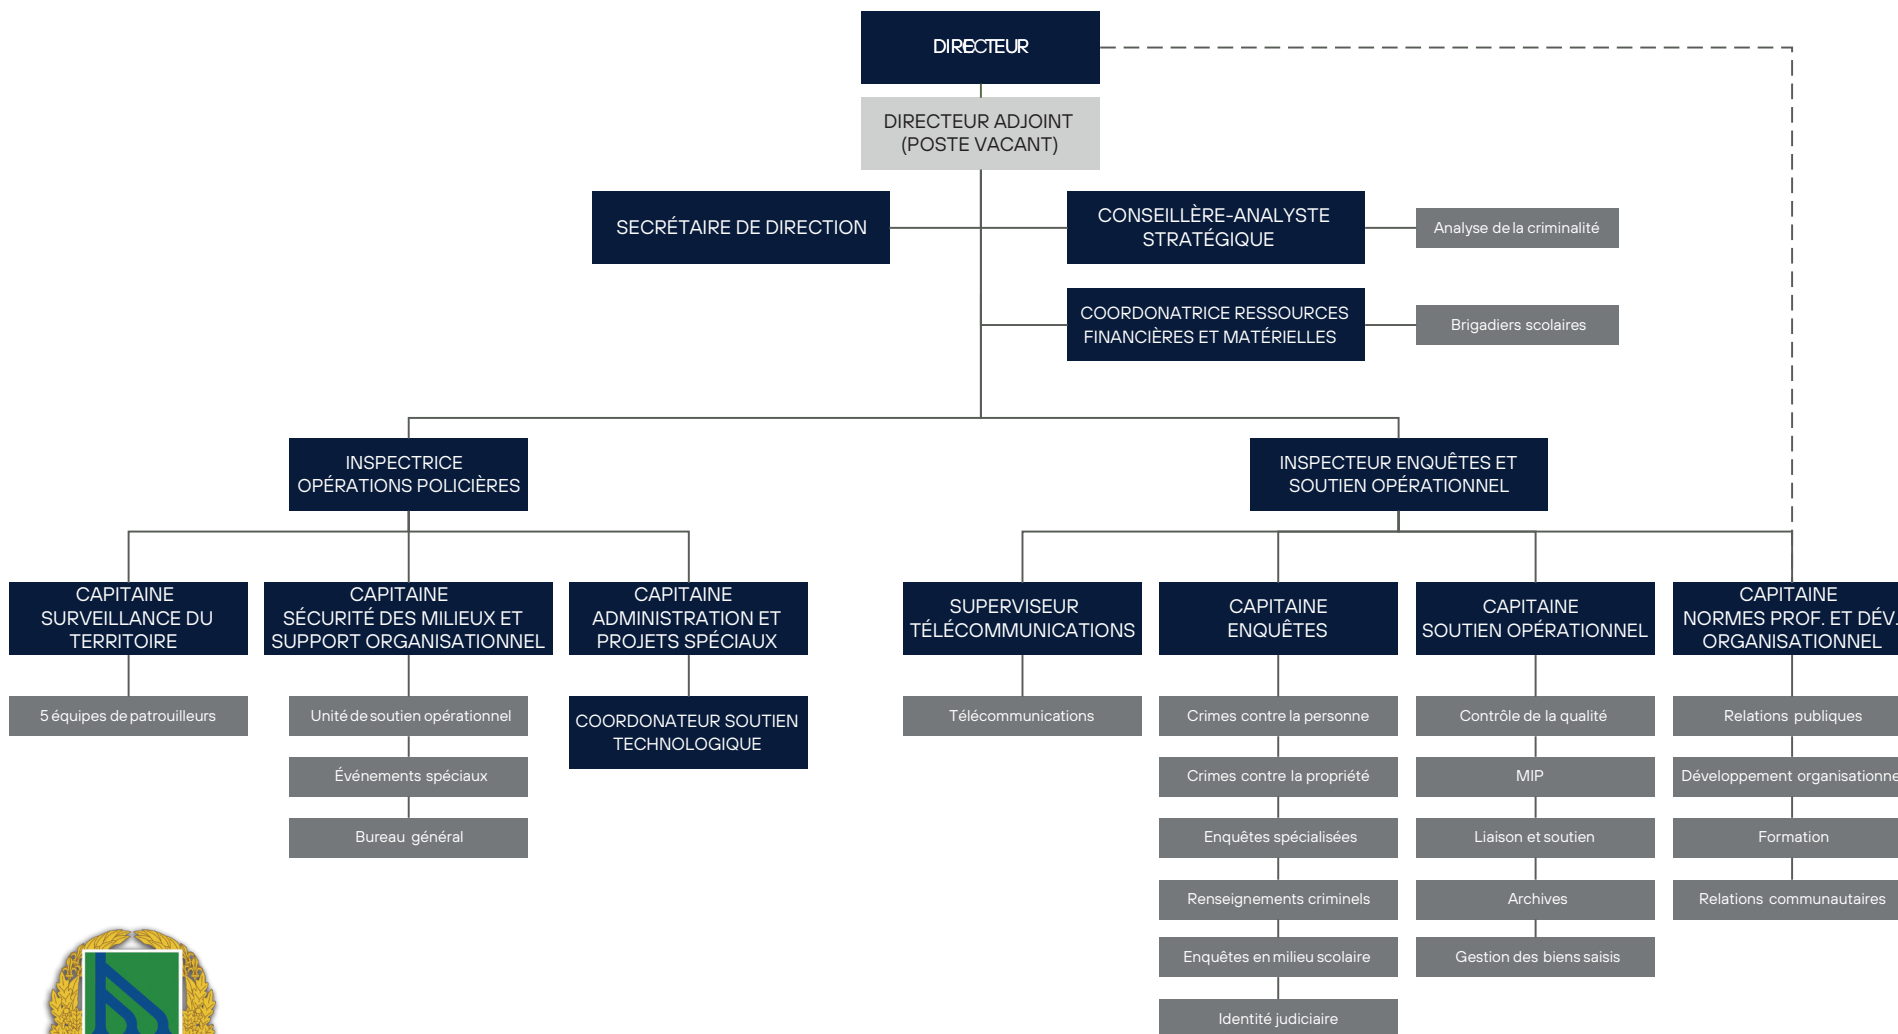 DIRECTEUR
DIRECTEUR ADJOINT
(POSTE VACANT)
SECRÉTAIRE DE DIRECTION
CONSEILLÈRE-ANALYSTE
STRATÉGIQUE
Analyse de la criminalité
COORDONATRICE RESSOURCES
FINANCIÈRES ET MATÉRIELLES
Brigadiers scolaires
INSPECTRICE
OPÉRATIONS POLICIÈRES
INSPECTEUR ENQUÊTES ET
SOUTIEN OPÉRATIONNEL
CAPITAINE
SURVEILLANCE DU
TERRITOIRE
5 équipes de patrouilleurs
CAPITAINE
SÉCURITÉ DES MILIEUX ET
SUPPORT ORGANISATIONNEL
Unité de soutien opérationnel
Événements spéciaux
Bureau général
CAPITAINE
ADMINISTRATION ET
PROJETS SPÉCIAUX
COORDONATEUR SOUTIEN
TECHNOLOGIQUE
SUPERVISEUR
TÉLÉCOMMUNICATIONS
Télécommunications
CAPITAINE
ENQUÊTES
Crimes contre la personne
Crimes contre la propriété
Enquêtes spécialisées
Renseignements criminels
Enquêtes en milieu scolaire
Identité judiciaire
CAPITAINE
SOUTIEN OPÉRATIONNEL
Contrôle de la qualité
MIP
Liaison et soutien
Archives
Gestion des biens saisis
CAPITAINE
NORMES PROF. ET DÉV.
ORGANISATIONNEL
Relations publiques
Développement organisationne
Formation
Relations communautaires